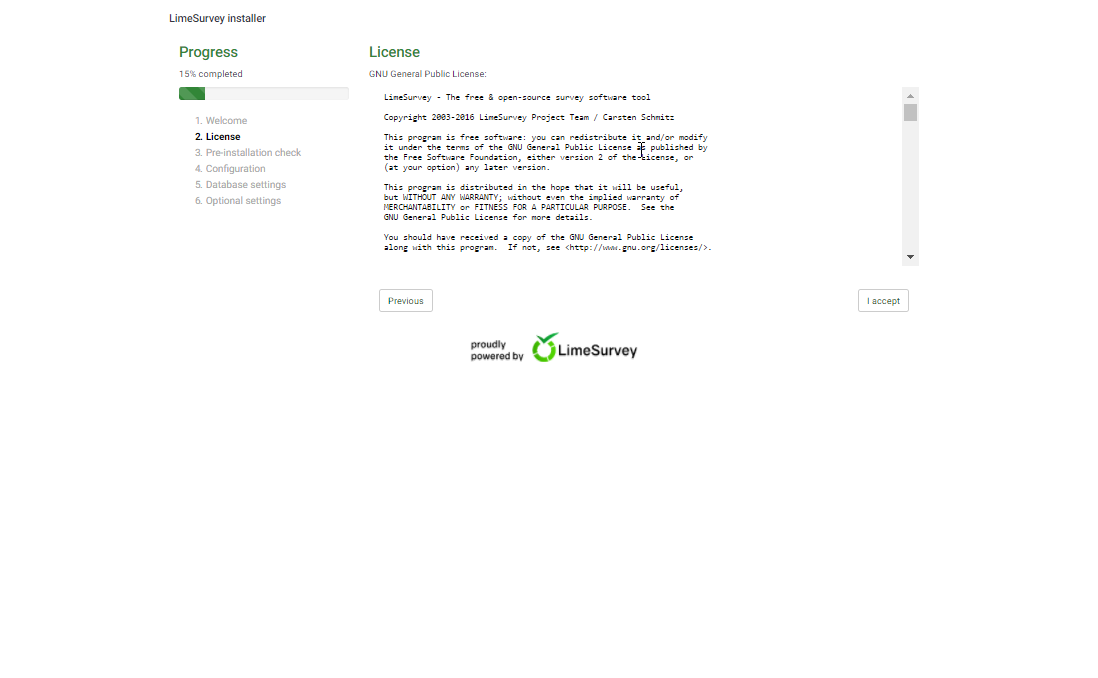 LimeSurvey installer
Progress
15% completed
1. Welcome
2. License
3. Pre-installation check
4. Configuration
5. Database settings
6. Optional settings
License
GNU General Public License:
LimeSurvey - The free & open-source survey software tool
Copyright 2003-2016 LimeSurvey Project Team / Carsten Schmitz
This program is free software: you can redistribute it and/or modify
it under the terms of the GNU General Public License as published by
the Free Software Foundation, either version 2 of the License, or
(at your option) any later version.
This program is distributed in the hope that it will be useful,
but WITHOUT ANY WARRANTY; without even the implied warranty of
MERCHANTABILITY or FITNESS FOR A PARTICULAR PURPOSE.  See the
GNU General Public License for more details.
You should have received a copy of the GNU General Public License
along with this program.  If not, see <http://www.gnu.org/licenses/>.
Previous
I accept
proudly
powered by
LimeSurvey